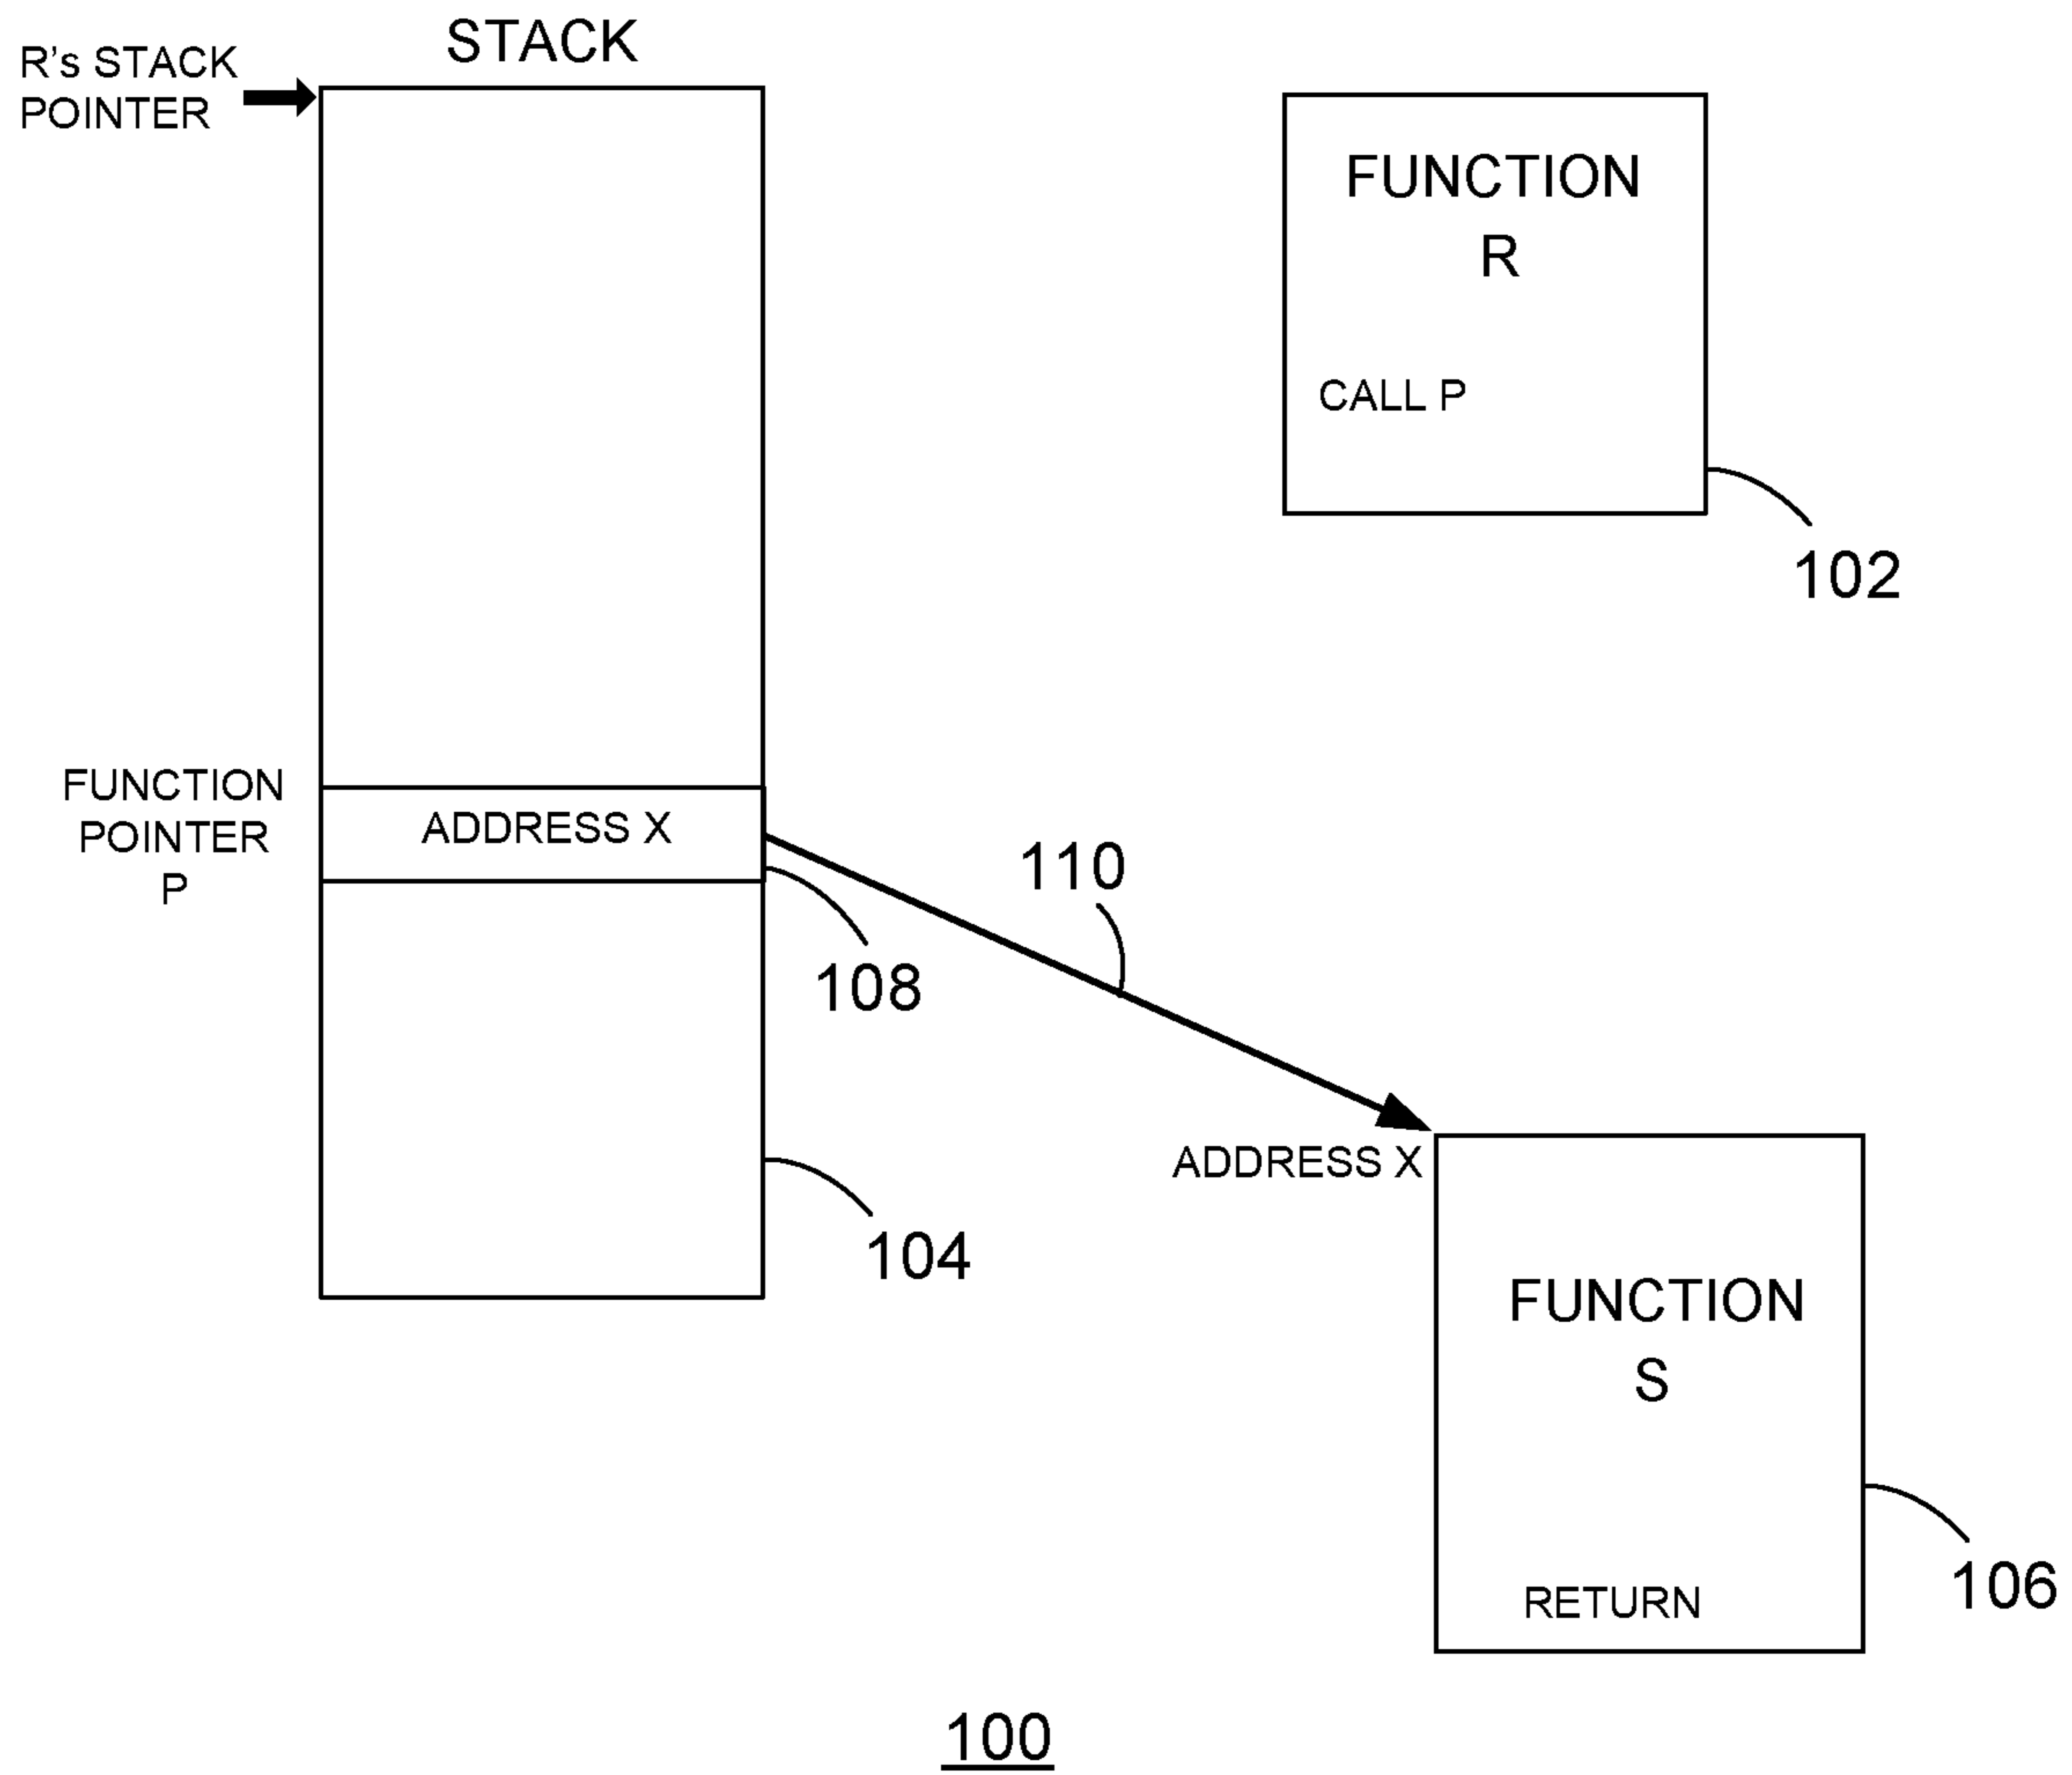 STACK
R's STACK
POINTER
FUNCTION
R
CALL P
102
FUNCTION
POINTER
P
ADDRESS X
110
108
ADDRESS X
104
FUNCTION
S
RETURN
106
100